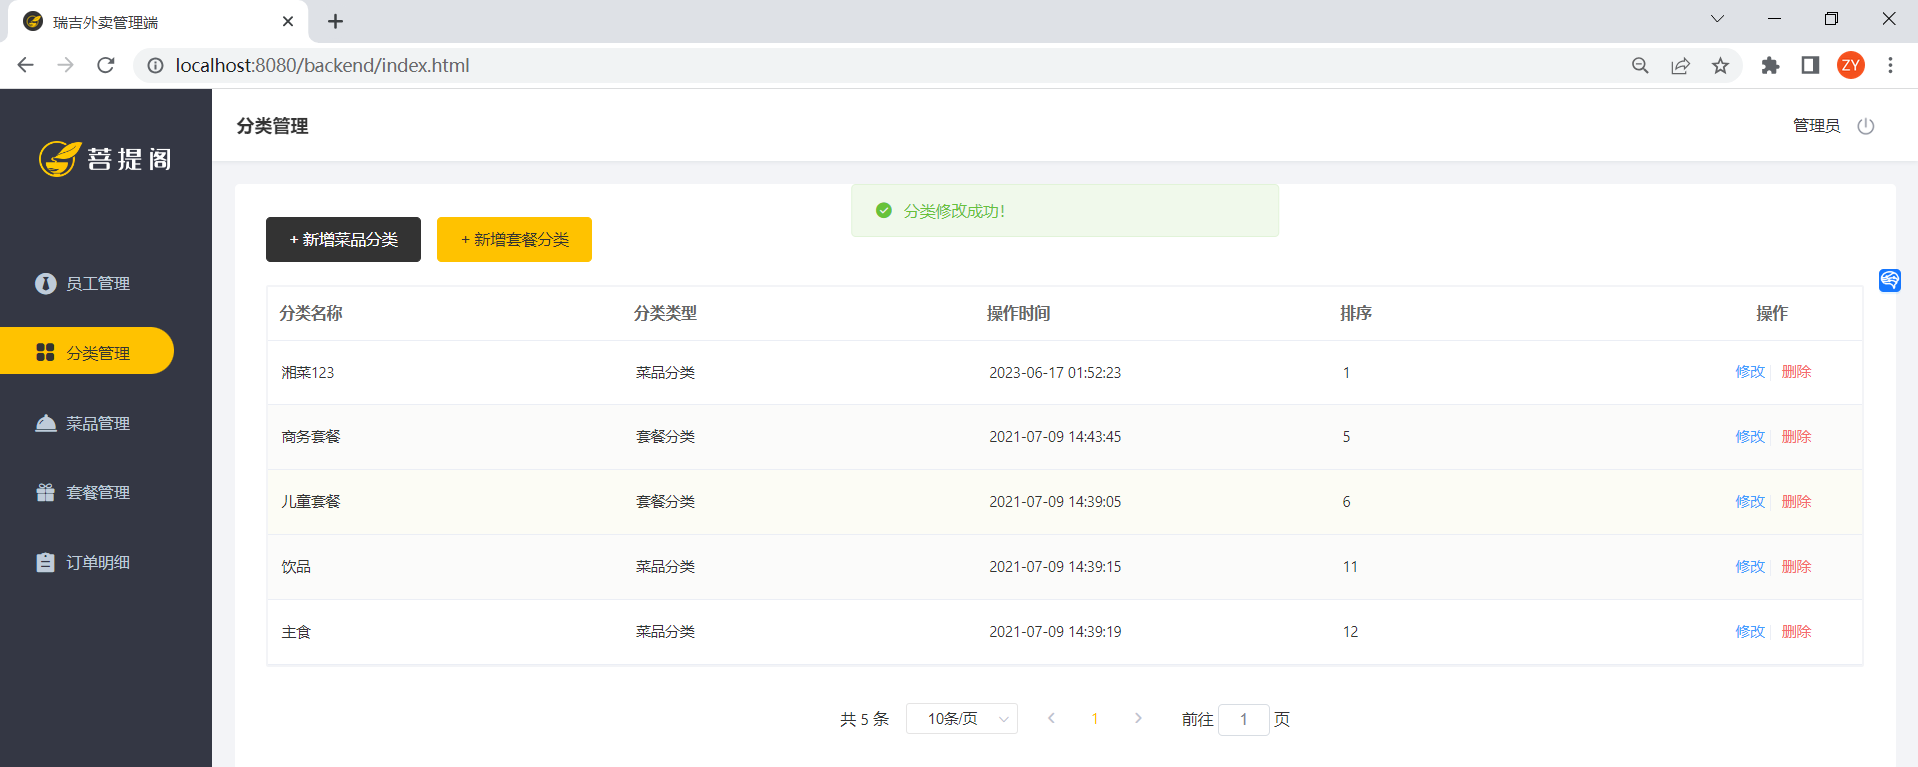 瑞吉外卖管理端
localhost:8080/backend/index.html
ZY
菩提阁
分类管理
管理员
员工管理
分类管理
菜品管理
套餐管理
订单明细
分类修改成功!
+ 新增菜品分类 + 新增套餐分类
分类名称 分类类型 操作时间 排序 操作
湘菜123 菜品分类 2023-06-17 01:52:23 1 修改 删除
商务套餐 套餐分类 2021-07-09 14:43:45 5 修改 删除
儿童套餐 套餐分类 2021-07-09 14:39:05 6 修改 删除
饮品 菜品分类 2021-07-09 14:39:15 11 修改 删除
主食 菜品分类 2021-07-09 14:39:19 12 修改 删除
共 5 条 10条/页 1 前往 1 页